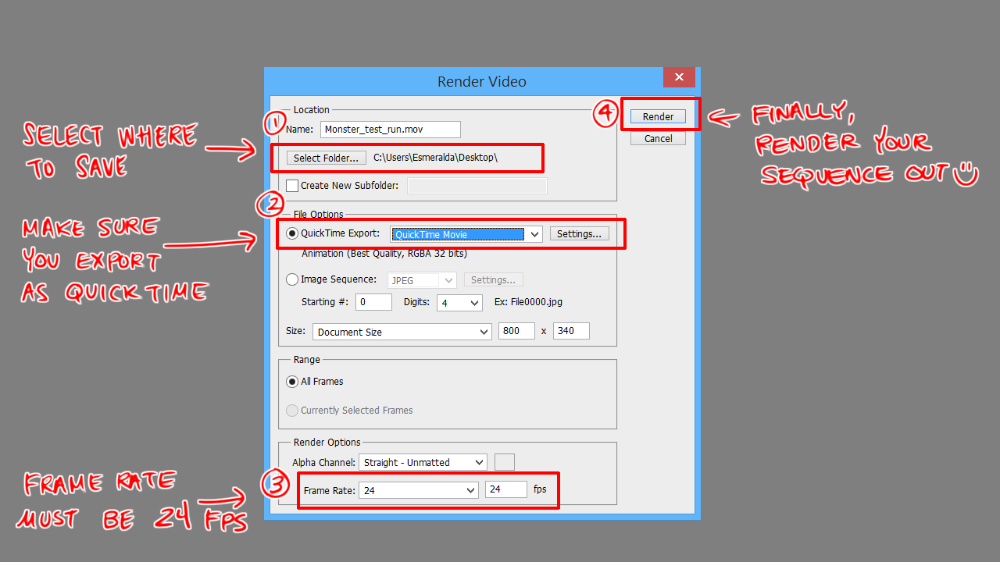 Render Video
Location
①
Name: Monster_test_run.mov
Select Folder... C:\Users\Esmeralda\Desktop\
Create New Subfolder:
②
File Options
QuickTime Export: QuickTime Movie Settings...
Animation (Best Quality, RGBA 32 bits)
Image Sequence: JPEG Settings...
Starting #: 0 Digits: 4 Ex: File0000.jpg
Size: Document Size 800 x 340
Range
All Frames
Currently Selected Frames
Render Options
Alpha Channel: Straight - Unmatted
③
Frame Rate: 24 24 fps
④
Render
Cancel
SELECT WHERE
TO SAVE
MAKE SURE
YOU EXPORT
AS QUICKTIME
FRAME RATE
MUST BE 24 FPS
FINALLY,
RENDER YOUR
SEQUENCE OUT